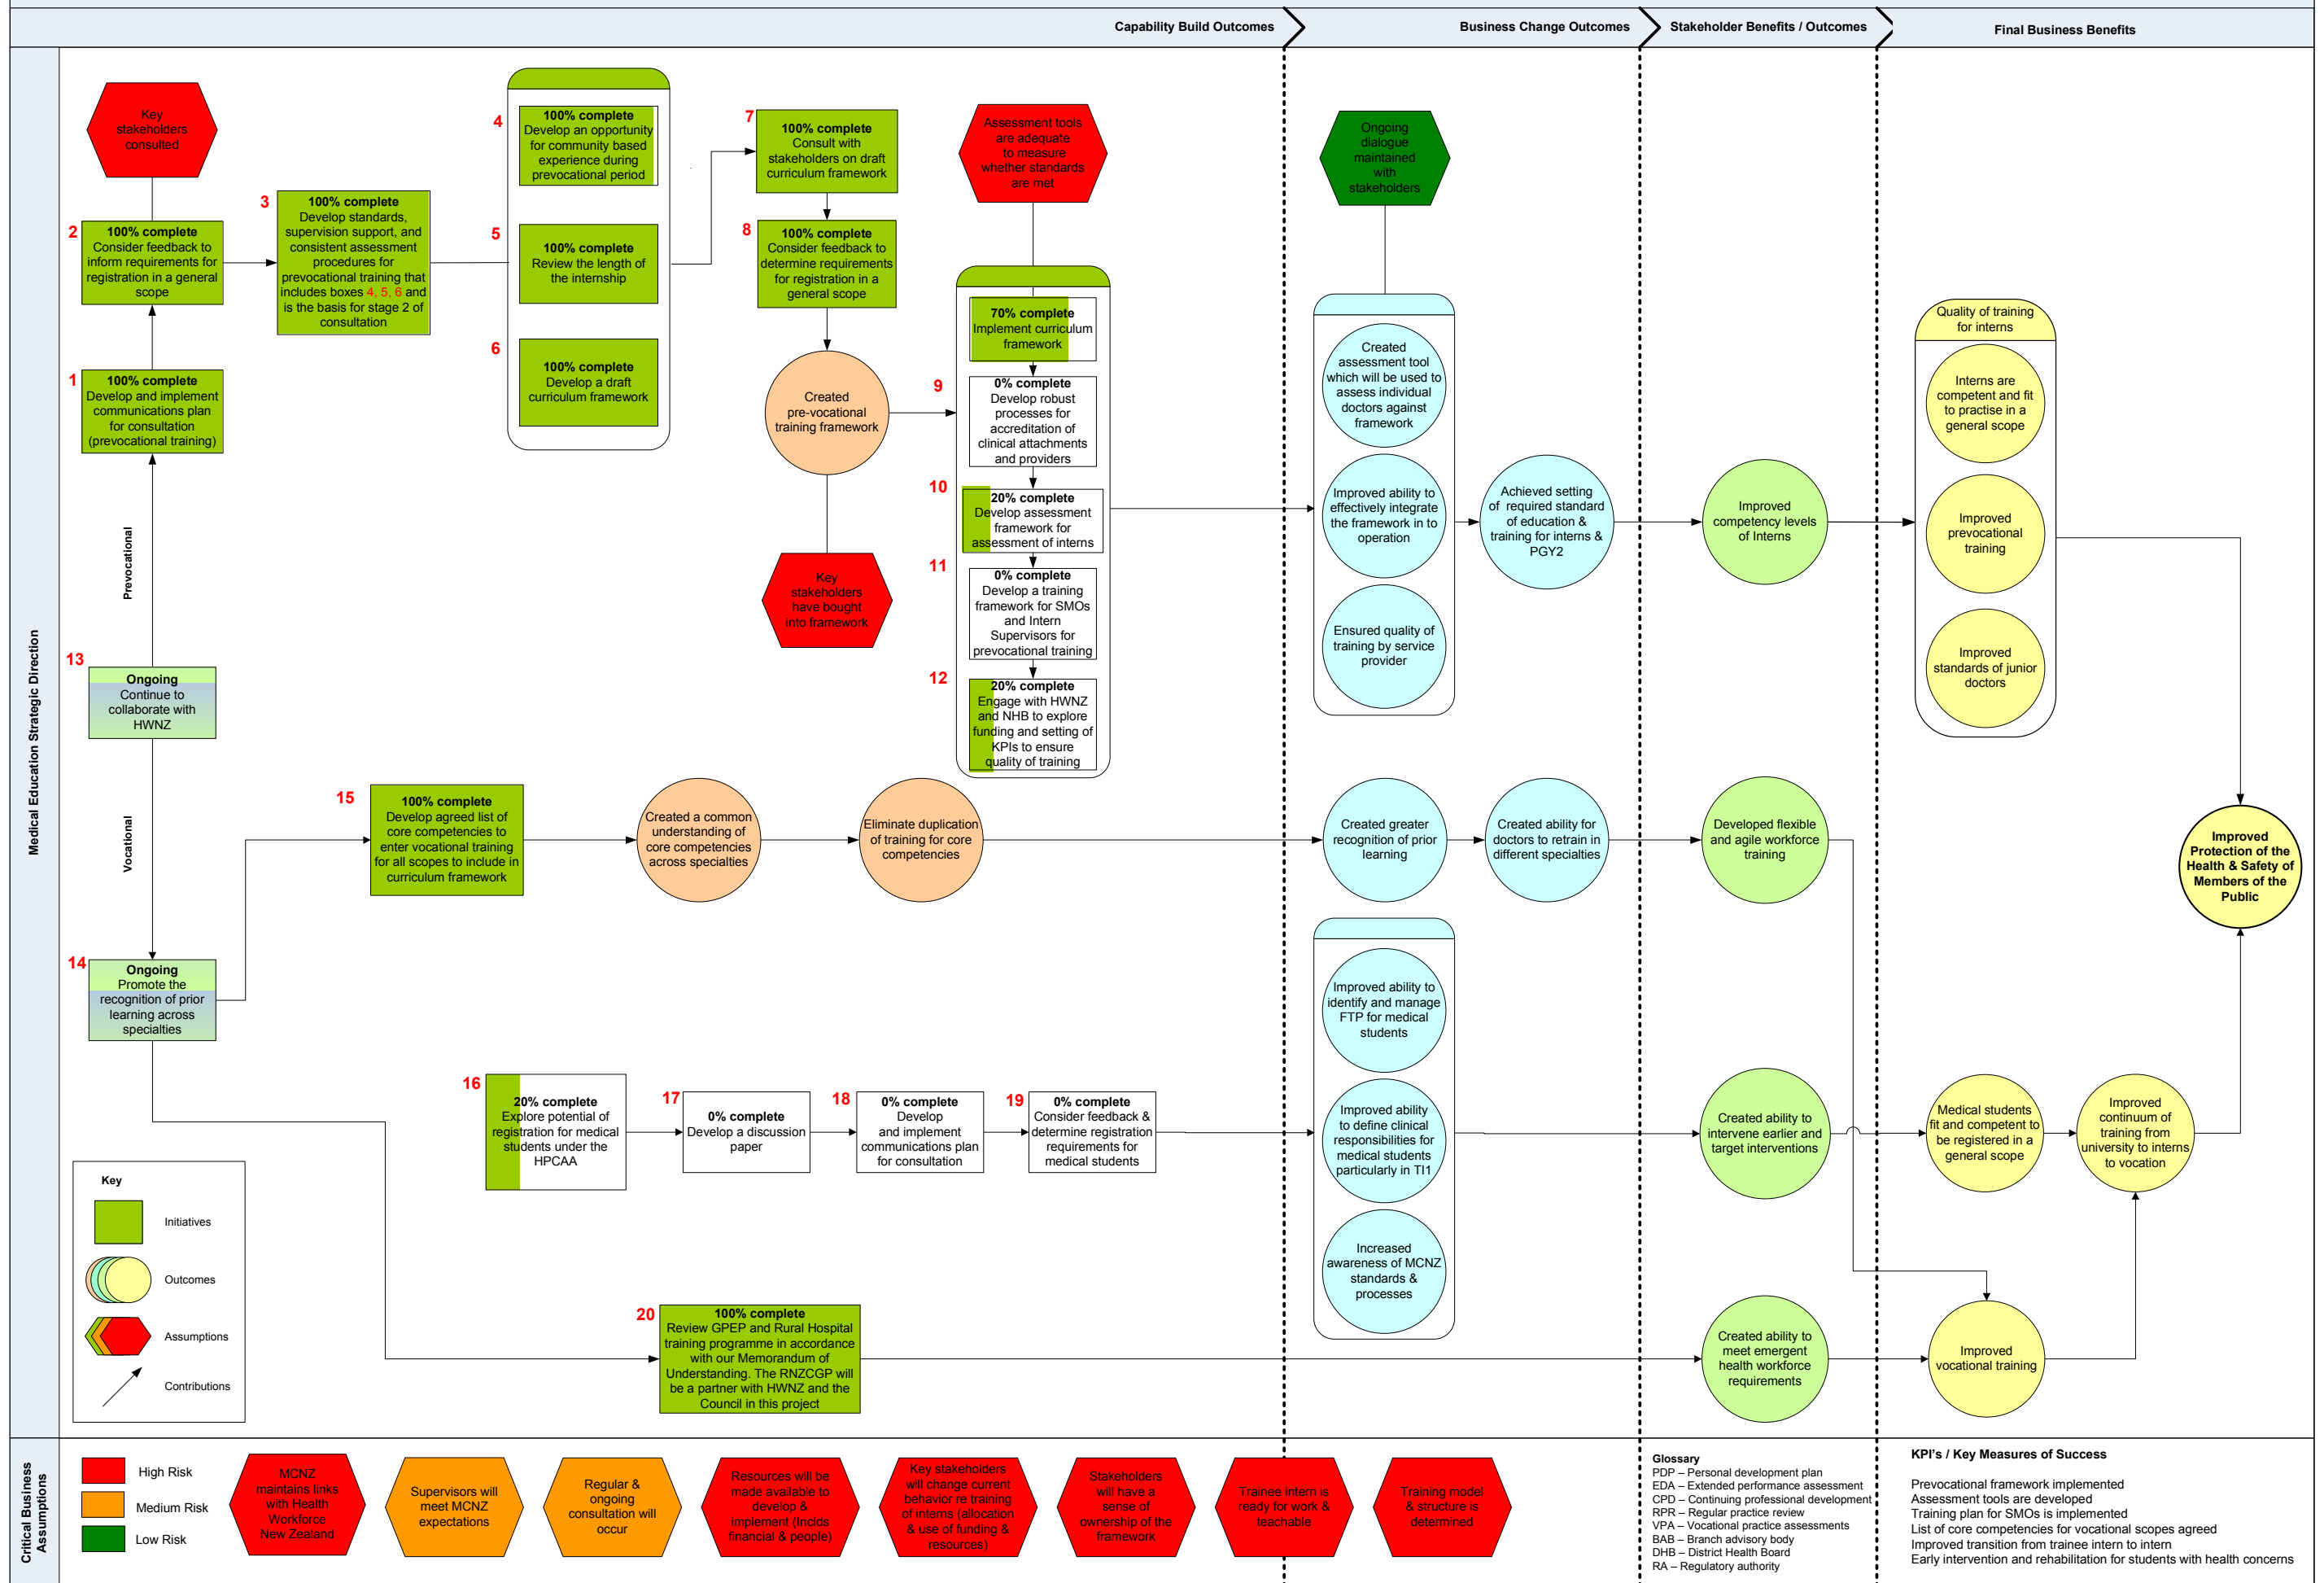 Capability Build Outcomes
Business Change Outcomes
Stakeholder Benefits / Outcomes
Final Business Benefits
Medical Education Strategic Direction
Key
stakeholders
consulted
2
100% complete
Consider feedback to
inform requirements for
registration in a general
scope
1
100% complete
Develop and implement
communications plan
for consultation
(prevocational training)
Prevocational
13
Ongoing
Continue to
collaborate with
HWNZ
Vocational
14
Ongoing
Promote the
recognition of prior
learning across
specialties
3
100% complete
Develop standards,
supervision support, and
consistent assessment
procedures for
prevocational training that
includes boxes 4, 5, 6 and
is the basis for stage 2 of
consultation
4
100% complete
Develop an opportunity
for community based
experience during
prevocational period
5
100% complete
Review the length of
the internship
6
100% complete
Develop a draft
curriculum framework
7
100% complete
Consult with
stakeholders on draft
curriculum framework
8
100% complete
Consider feedback to
determine requirements
for registration in a
general scope
Created
pre-vocational
training framework
Key
stakeholders
have bought
into framework
Assessment tools
are adequate
to measure
whether standards
are met
70% complete
Implement curriculum
framework
9
0% complete
Develop robust
processes for
accreditation of
clinical attachments
and providers
10
20% complete
Develop assessment
framework for
assessment of interns
11
0% complete
Develop a training
framework for SMOs
and Intern
Supervisors for
prevocational training
12
20% complete
Engage with HWNZ
and NHB to explore
funding and setting of
KPIs to ensure
quality of training
Ongoing
dialogue
maintained
with
stakeholders
Created
assessment tool
which will be used to
assess individual
doctors against
framework
Improved ability to
effectively integrate
the framework in to
operation
Ensured quality of
training by service
provider
Achieved setting
of required standard
of education &
training for interns &
PGY2
Improved
competency levels
of Interns
Quality of training
for interns
Interns are
competent and fit
to practise in a
general scope
Improved
prevocational
training
Improved
standards of junior
doctors
15
100% complete
Develop agreed list of
core competencies to
enter vocational training
for all scopes to include in
curriculum framework
Created a common
understanding of
core competencies
across specialties
Eliminate duplication
of training for core
competencies
Created greater
recognition of prior
learning
Created ability for
doctors to retrain in
different specialties
Developed flexible
and agile workforce
training
Improved
Protection of the
Health & Safety of
Members of the
Public
16
20% complete
Explore potential of
registration for medical
students under the
HPCAA
17
0% complete
Develop a discussion
paper
18
0% complete
Develop
and implement
communications plan
for consultation
19
0% complete
Consider feedback &
determine registration
requirements for
medical students
Improved ability to
identify and manage
FTP for medical
students
Improved ability
to define clinical
responsibilities for
medical students
particularly in TI1
Increased
awareness of MCNZ
standards &
processes
Created ability to
intervene earlier and
target interventions
Medical students
fit and competent to
be registered in a
general scope
Improved
continuum of
training from
university to interns
to vocation
20
100% complete
Review GPEP and Rural Hospital
training programme in accordance
with our Memorandum of
Understanding. The RNZCGP will
be a partner with HWNZ and the
Council in this project
Created ability to
meet emergent
health workforce
requirements
Improved
vocational training
Key
Initiatives
Outcomes
Assumptions
Contributions
Critical Business
Assumptions
High Risk
Medium Risk
Low Risk
MCNZ
maintains links
with Health
Workforce
New Zealand
Supervisors will
meet MCNZ
expectations
Regular &
ongoing
consultation will
occur
Resources will be
made available to
develop &
implement (Inclds
financial & people)
Key stakeholders
will change current
behavior re training
of interns (allocation
& use of funding &
resources)
Stakeholders
will have a
sense of
ownership of the
framework
Trainee intern is
ready for work &
teachable
Training model
& structure is
determined
Glossary
PDP – Personal development plan
EDA – Extended performance assessment
CPD – Continuing professional development
RPR – Regular practice review
VPA – Vocational practice assessments
BAB – Branch advisory body
DHB – District Health Board
RA – Regulatory authority
KPI's / Key Measures of Success
Prevocational framework implemented
Assessment tools are developed
Training plan for SMOs is implemented
List of core competencies for vocational scopes agreed
Improved transition from trainee intern to intern
Early intervention and rehabilitation for students with health concerns